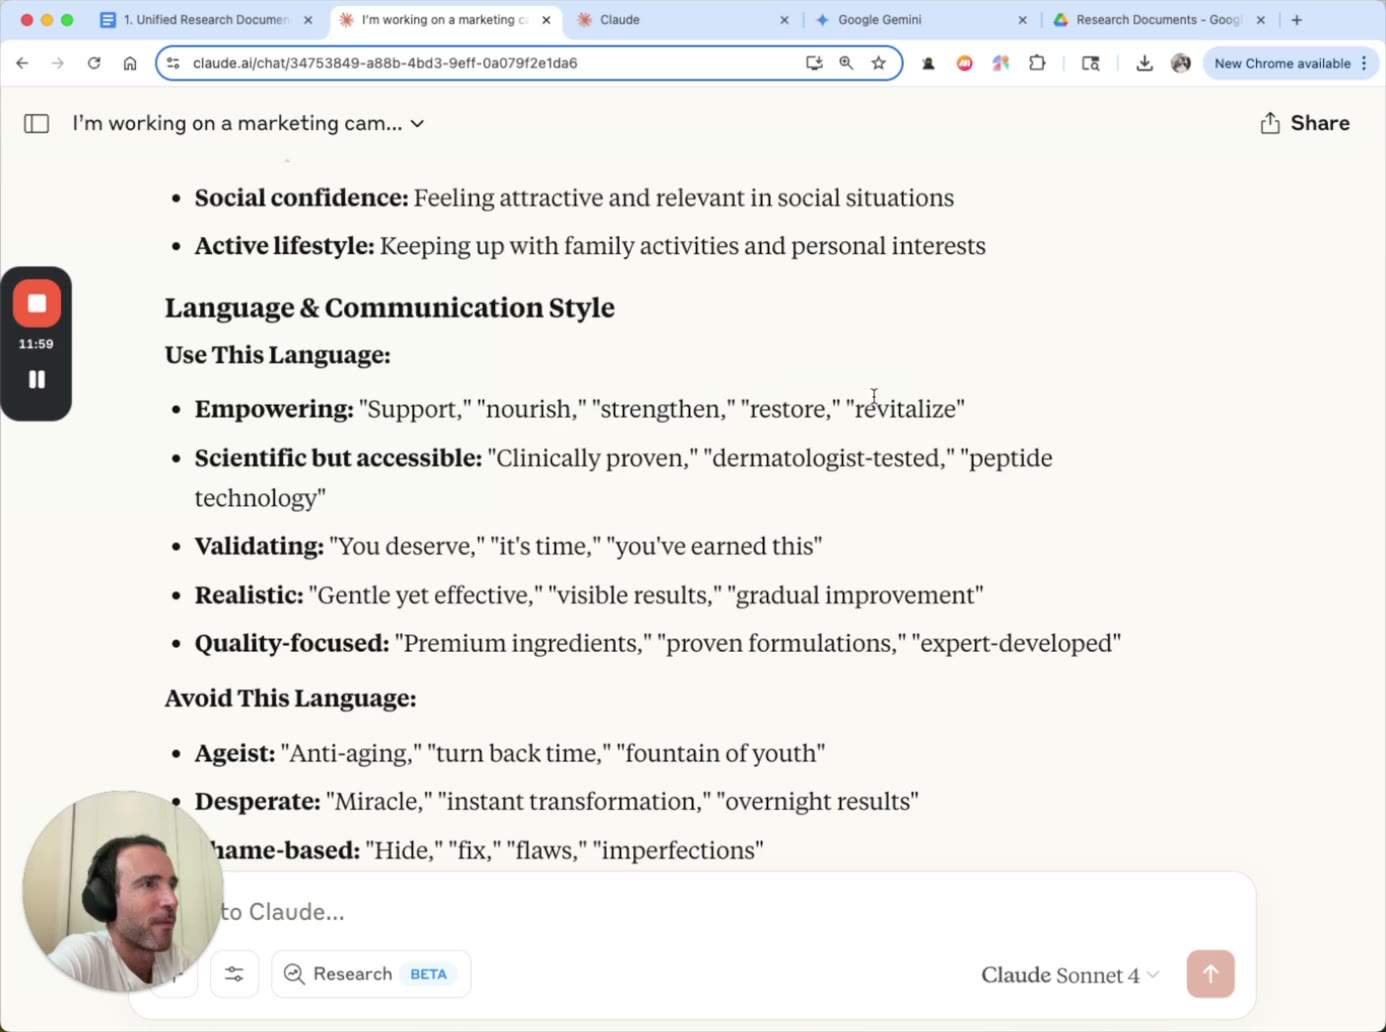 1. Unified Research Documen
I'm working on a marketing c
Claude
Google Gemini
Research Documents - Goog
claude.ai/chat/34753849-a88b-4bd3-9eff-0a079f2e1da6
New Chrome available
I'm working on a marketing cam...
Share
• Social confidence: Feeling attractive and relevant in social situations
• Active lifestyle: Keeping up with family activities and personal interests
11:59
Language & Communication Style
Use This Language:
• Empowering: "Support," "nourish," "strengthen," "restore," "revitalize"
• Scientific but accessible: "Clinically proven," "dermatologist-tested," "peptide
technology"
• Validating: "You deserve," "it's time," "you've earned this"
• Realistic: "Gentle yet effective," "visible results," "gradual improvement"
• Quality-focused: "Premium ingredients," "proven formulations," "expert-developed"
Avoid This Language:
• Ageist: "Anti-aging," "turn back time," "fountain of youth"
• Desperate: "Miracle," "instant transformation," "overnight results"
hame-based: "Hide," "fix," "flaws," "imperfections"
to Claude...
Research BETA
Claude Sonnet 4